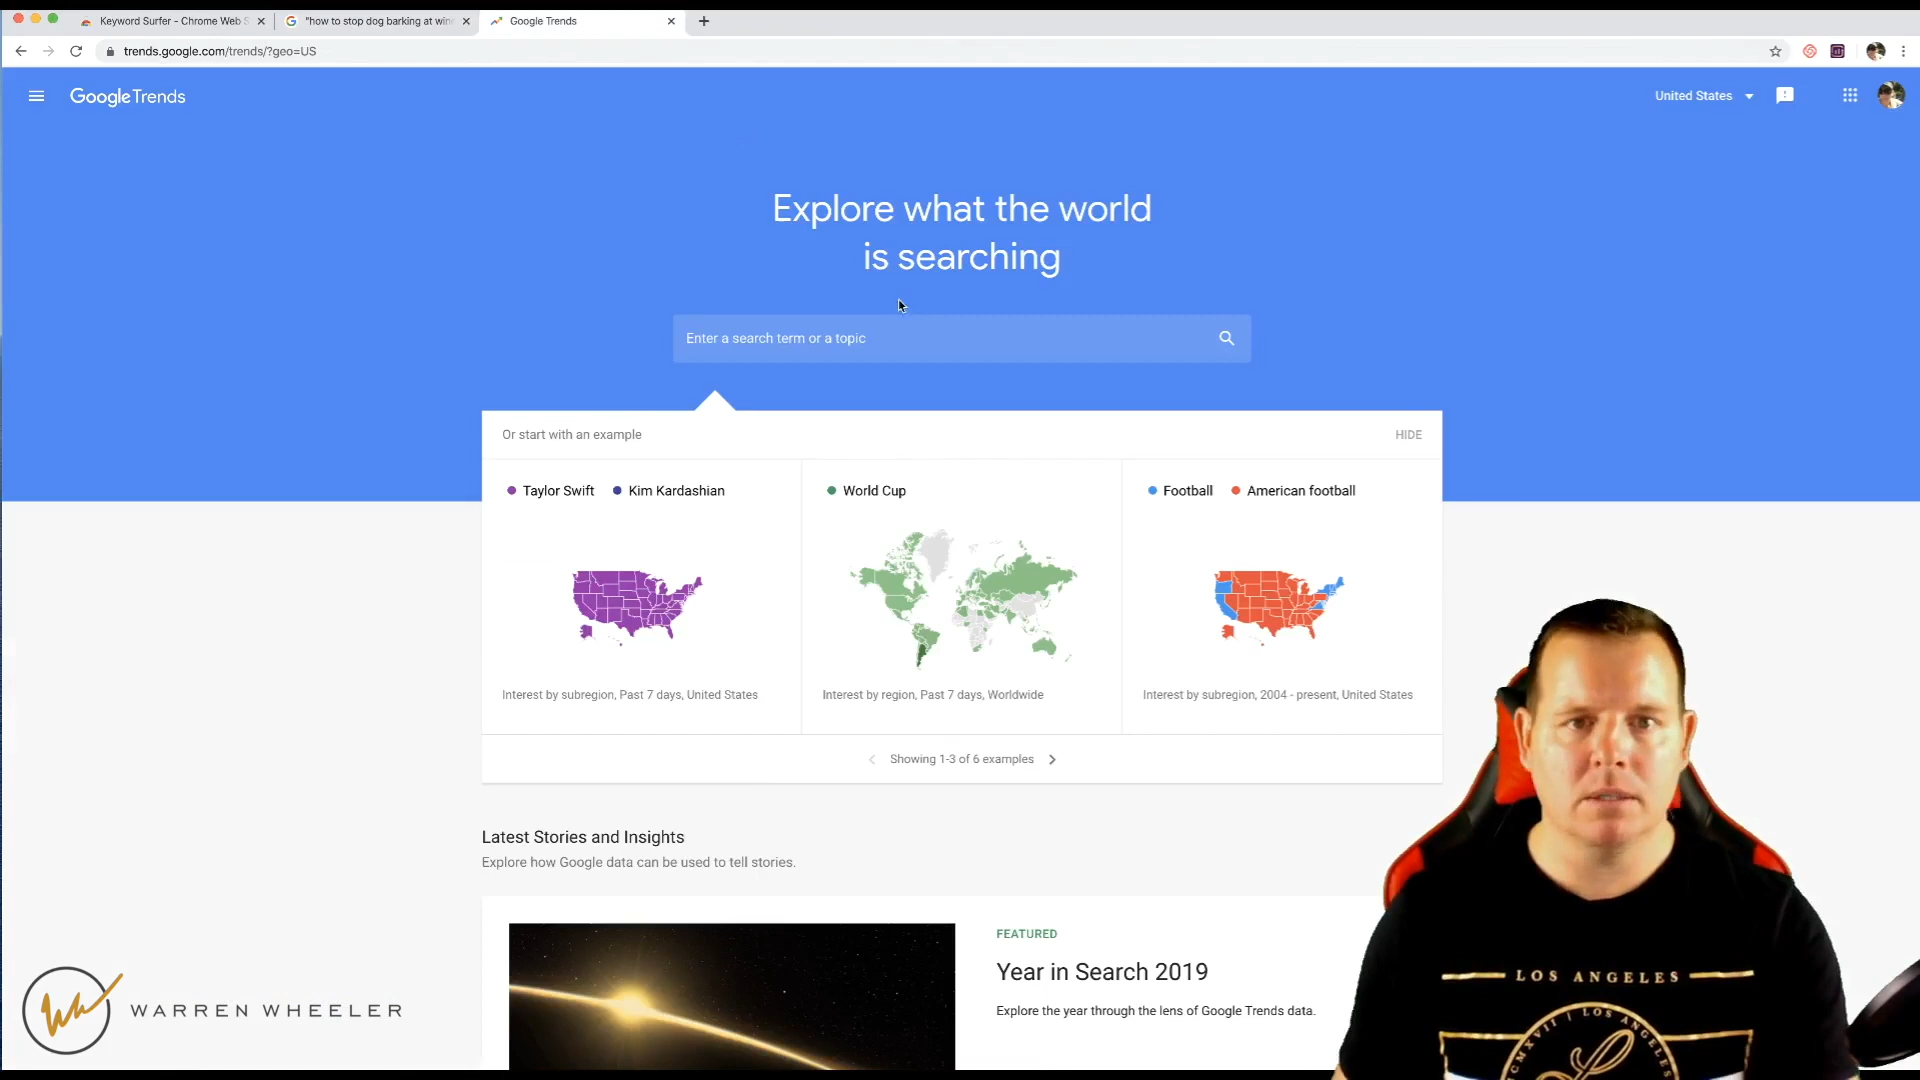 Keyword Surfer - Chrome Web S
"how to stop dog barking at win
Google Trends
trends.google.com/trends/?geo=US
Google Trends
United States
Explore what the world
is searching
Enter a search term or a topic
Or start with an example
HIDE
Taylor Swift
Kim Kardashian
World Cup
Football
American football
Interest by subregion, Past 7 days, United States
Interest by region, Past 7 days, Worldwide
Interest by subregion, 2004 - present, United States
Showing 1-3 of 6 examples
Latest Stories and Insights
Explore how Google data can be used to tell stories.
FEATURED
Year in Search 2019
Explore the year through the lens of Google Trends data.
WARREN WHEELER
LOS ANGELES
MCMXVII | LOS ANGELES